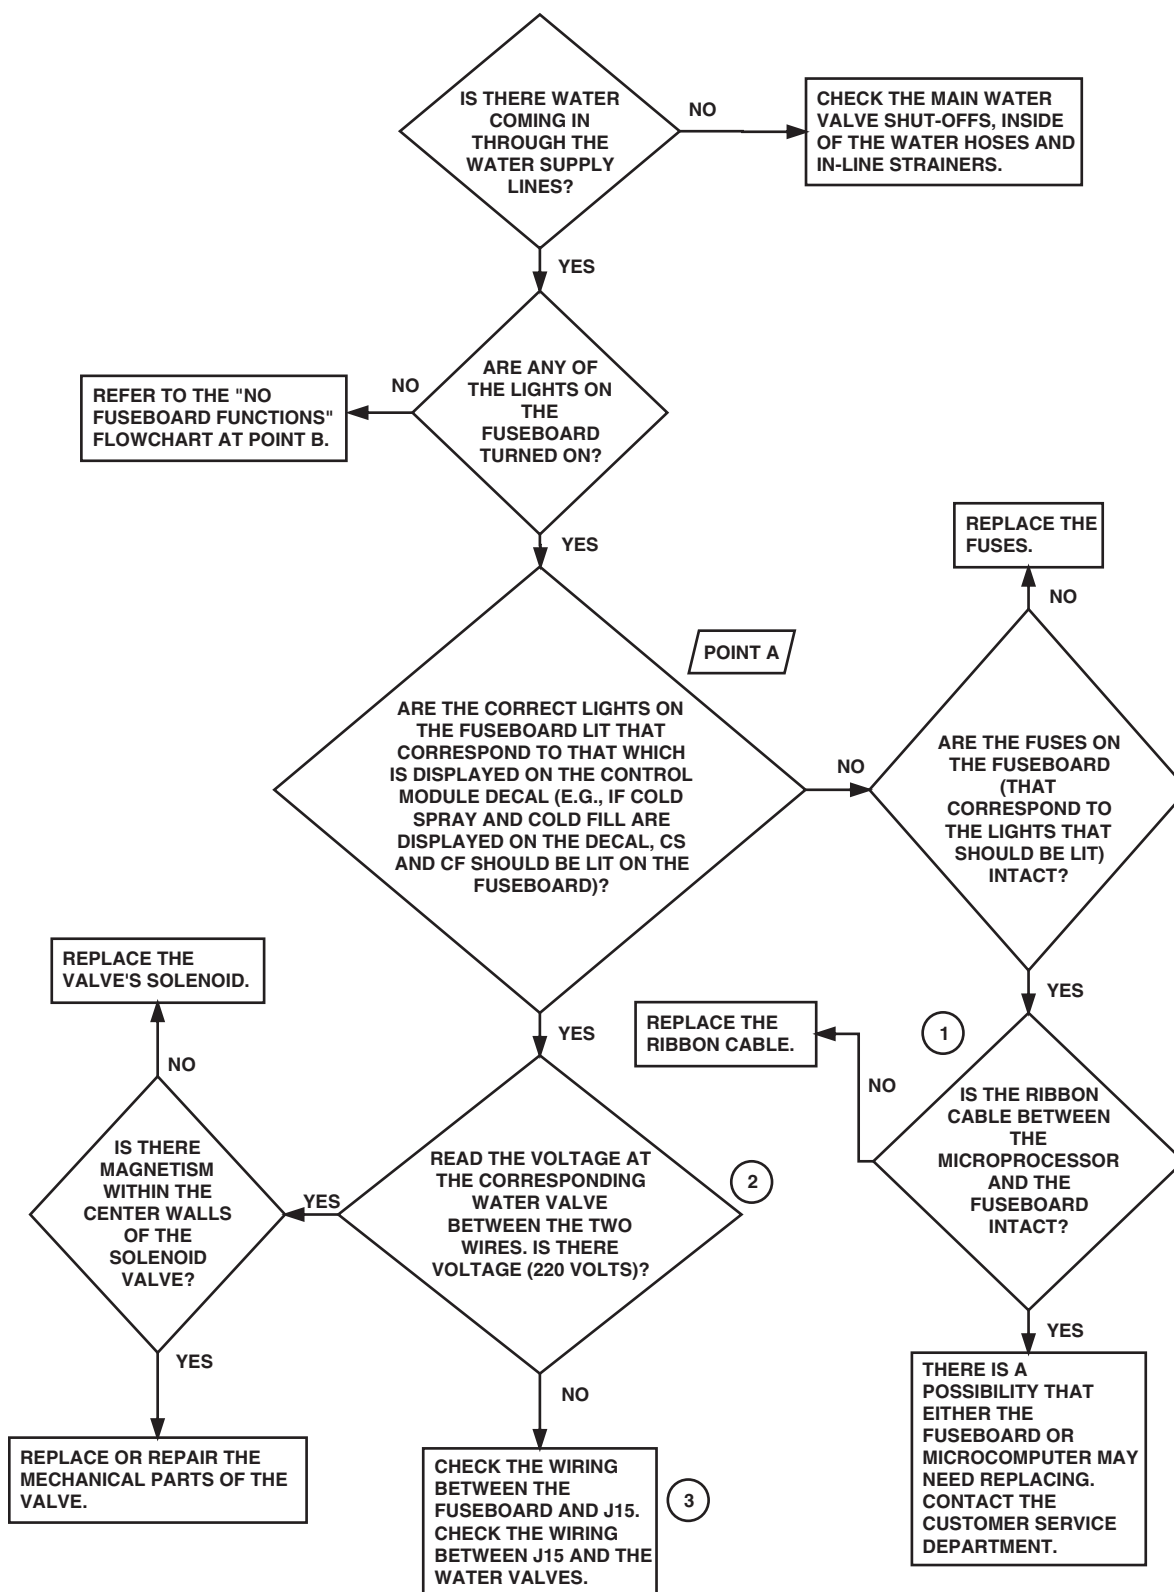 IS THERE WATER
COMING IN
THROUGH THE
WATER SUPPLY
LINES?
NO
CHECK THE MAIN WATER
VALVE SHUT-OFFS, INSIDE
OF THE WATER HOSES AND
IN-LINE STRAINERS.
YES
ARE ANY OF
THE LIGHTS ON
THE
FUSEBOARD
TURNED ON?
NO
REFER TO THE "NO
FUSEBOARD FUNCTIONS"
FLOWCHART AT POINT B.
YES
POINT A
ARE THE CORRECT LIGHTS ON
THE FUSEBOARD LIT THAT
CORRESPOND TO THAT WHICH
IS DISPLAYED ON THE CONTROL
MODULE DECAL (E.G., IF COLD
SPRAY AND COLD FILL ARE
DISPLAYED ON THE DECAL, CS
AND CF SHOULD BE LIT ON THE
FUSEBOARD)?
NO
ARE THE FUSES ON
THE FUSEBOARD
(THAT
CORRESPOND TO
THE LIGHTS THAT
SHOULD BE LIT)
INTACT?
NO
REPLACE THE
FUSES.
YES
1
IS THE RIBBON
CABLE BETWEEN
THE
MICROPROCESSOR
AND THE
FUSEBOARD
INTACT?
NO
REPLACE THE
RIBBON CABLE.
YES
THERE IS A
POSSIBILITY THAT
EITHER THE
FUSEBOARD OR
MICROCOMPUTER MAY
NEED REPLACING.
CONTACT THE
CUSTOMER SERVICE
DEPARTMENT.
YES
2
READ THE VOLTAGE AT
THE CORRESPONDING
WATER VALVE
BETWEEN THE TWO
WIRES. IS THERE
VOLTAGE (220 VOLTS)?
YES
IS THERE
MAGNETISM
WITHIN THE
CENTER WALLS
OF THE
SOLENOID
VALVE?
NO
REPLACE THE
VALVE'S SOLENOID.
YES
REPLACE OR REPAIR THE
MECHANICAL PARTS OF THE
VALVE.
NO
CHECK THE WIRING
BETWEEN THE
FUSEBOARD AND J15.
CHECK THE WIRING
BETWEEN J15 AND THE
WATER VALVES.
3